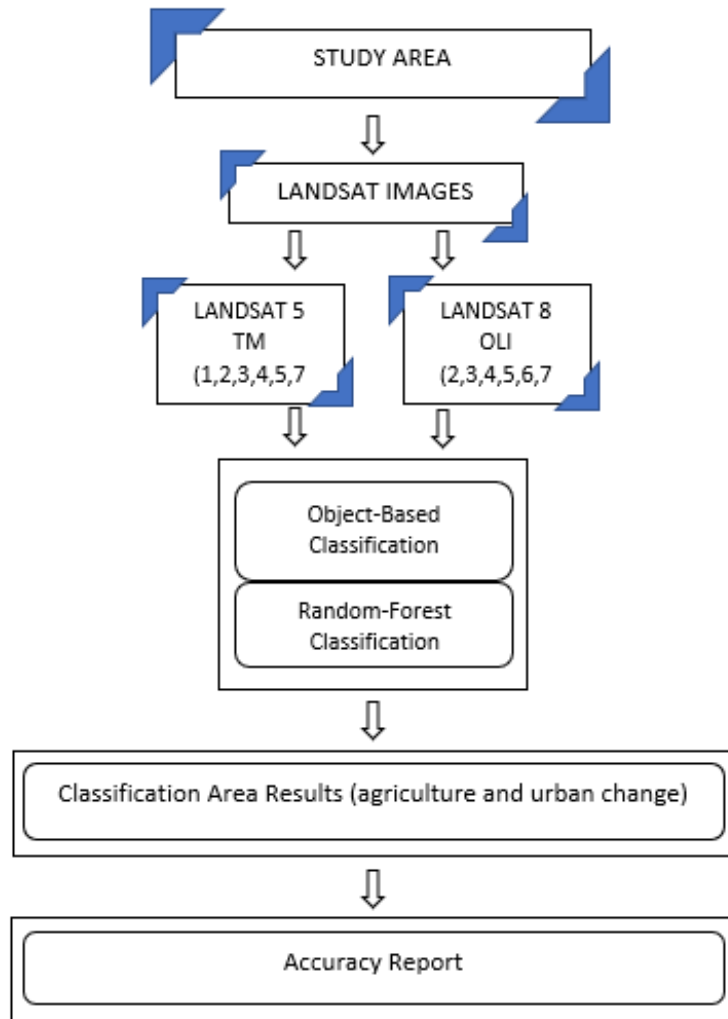 STUDY AREA
LANDSAT IMAGES
LANDSAT 5
TM
(1,2,3,4,5,7
LANDSAT 8
OLI
(2,3,4,5,6,7
Object-Based
Classification
Random-Forest
Classification
Classification Area Results (agriculture and urban change)
Accuracy Report